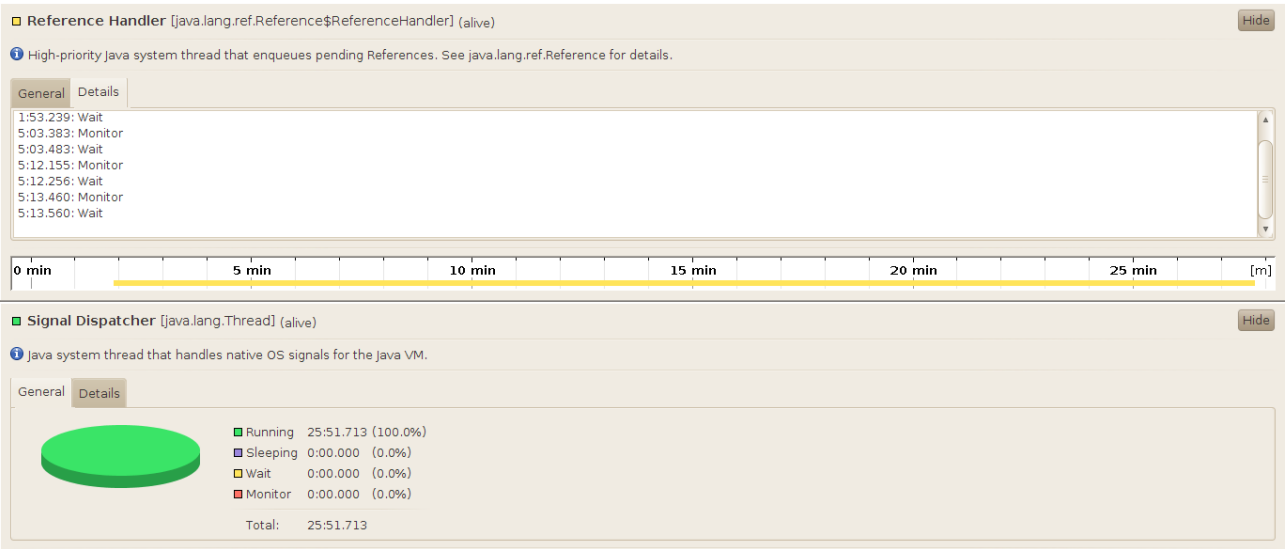 Reference Handler [java.lang.ref.Reference$ReferenceHandler] (alive)
Hide
High-priority Java system thread that enqueues pending References. See java.lang.ref.Reference for details.
General Details
1:53.239: Wait
5:03.383: Monitor
5:03.483: Wait
5:12.155: Monitor
5:12.256: Wait
5:13.460: Monitor
5:13.560: Wait
0 min 5 min 10 min 15 min 20 min 25 min [m]
Signal Dispatcher [java.lang.Thread] (alive)
Hide
Java system thread that handles native OS signals for the Java VM.
General Details
Running 25:51.713 (100.0%)
Sleeping 0:00.000 (0.0%)
Wait 0:00.000 (0.0%)
Monitor 0:00.000 (0.0%)
Total: 25:51.713